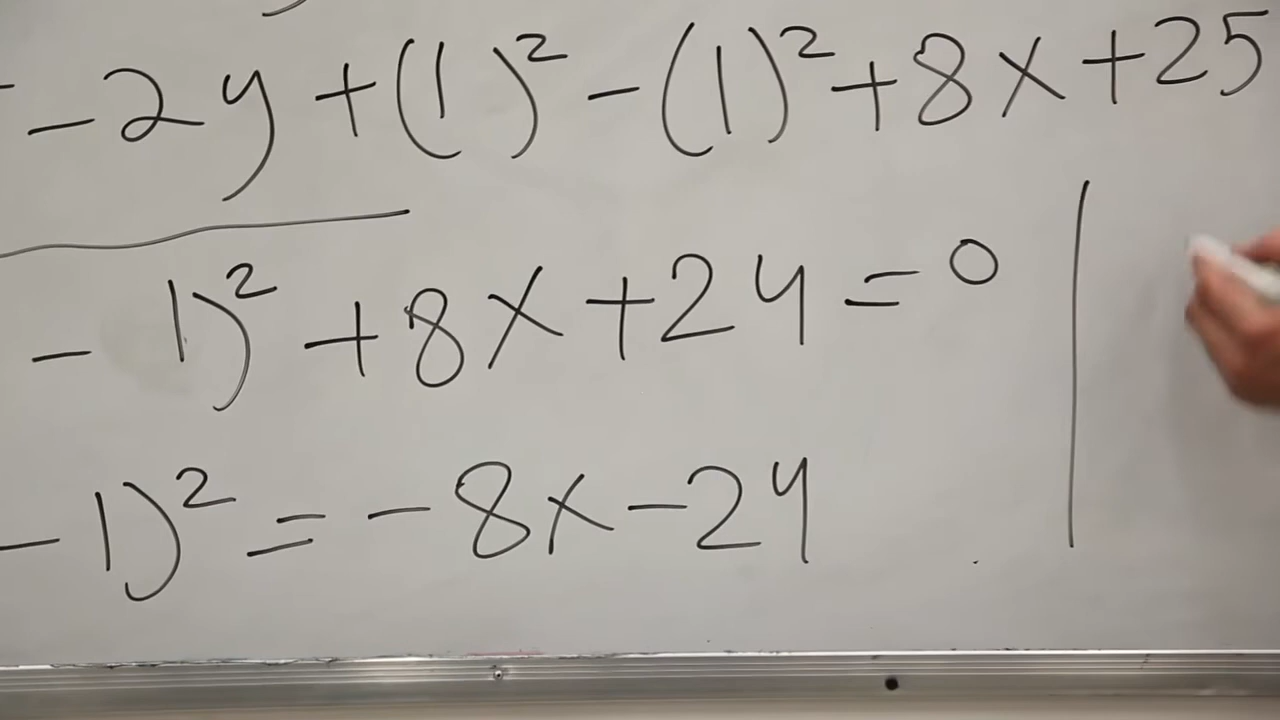 - 2y + (1)² - (1)² + 8x + 25
- 1)² + 8x + 24 = 0
- 1)² = - 8x - 24